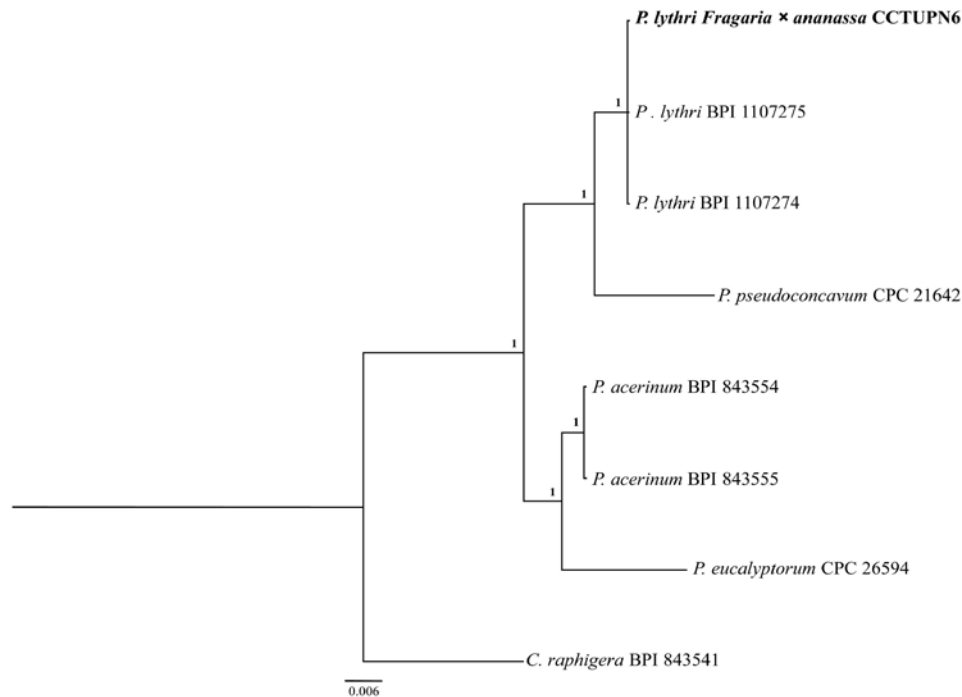 P. lythri Fragaria × ananassa CCTUPN6
1
P . lythri BPI 1107275
1
P. lythri BPI 1107274
P. pseudoconcavum CPC 21642
1
P. acerinum BPI 843554
1
P. acerinum BPI 843555
1
P. eucalyptorum CPC 26594
C. raphigera BPI 843541
0.006